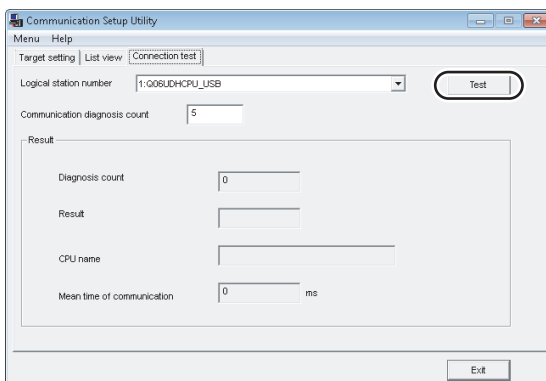 Communication Setup Utility
Menu Help
Target setting List view Connection test
Logical station number 1:Q06UDHCPU_USB Test
Communication diagnosis count 5
Result
Diagnosis count 0
Result
CPU name
Mean time of communication 0 ms
Exit